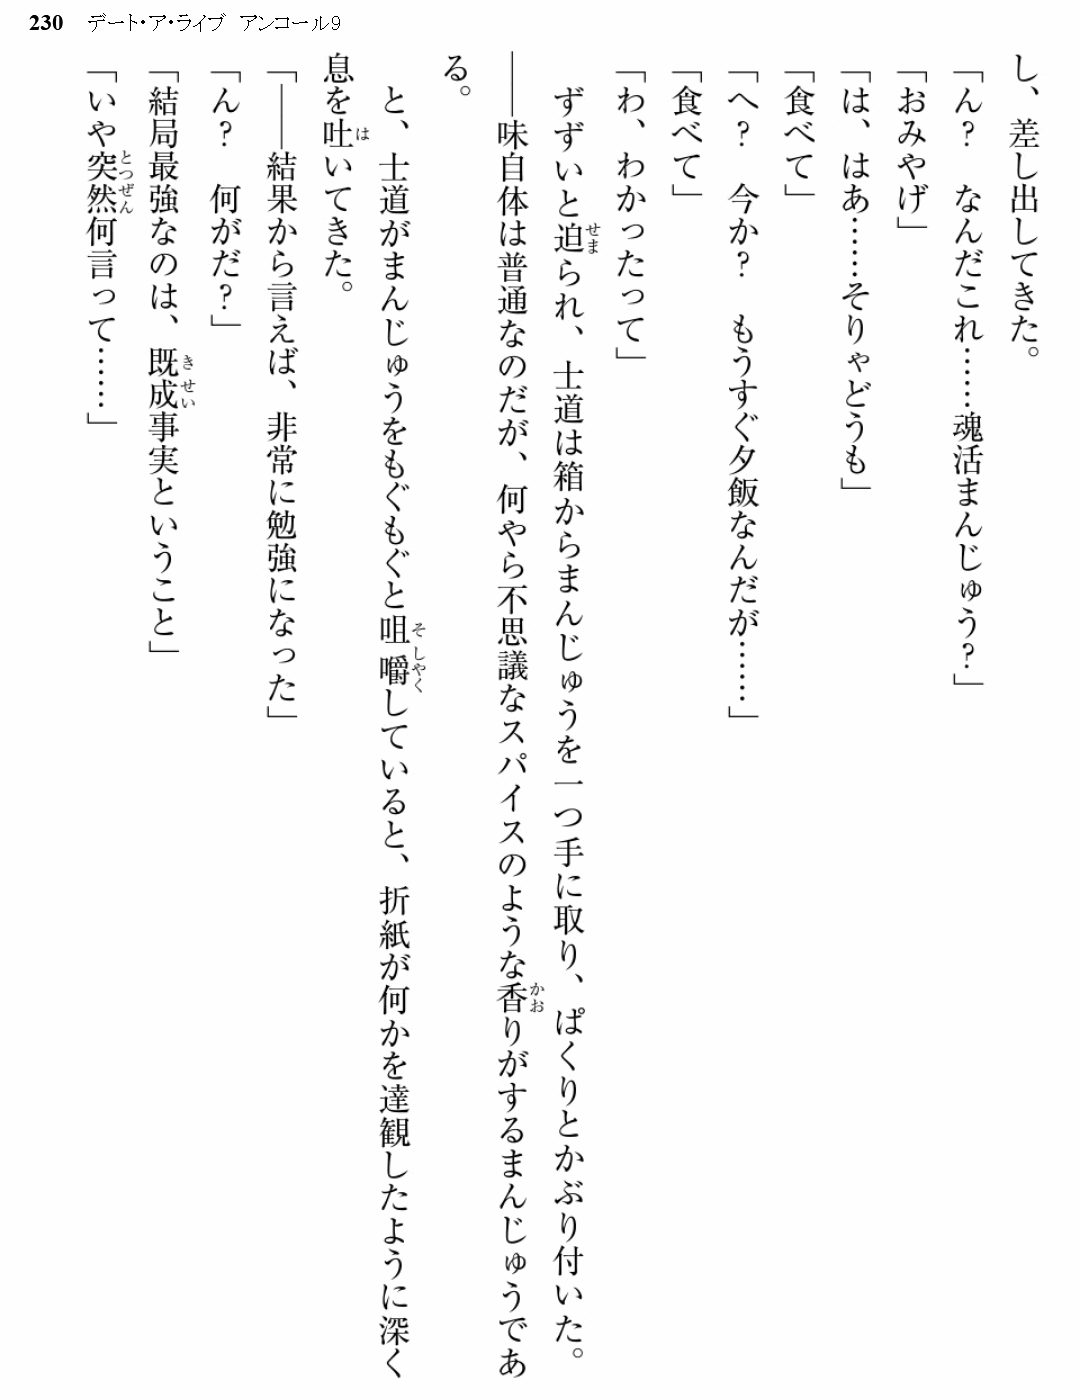 230 デート・ア・ライブ アンコール9
し、差し出してきた。
「ん？　なんだこれ……魂活まんじゅう？」
「おみやげ」
「は、はあ……そりゃどうも」
「食べて」
「へ？　今か？　もうすぐ夕飯なんだが……」
「食べて」
「わ、わかったって」
　ずずいと迫られ、士道は箱からまんじゅうを一つ手に取り、ぱくりとかぶり付いた。
――味自体は普通なのだが、何やら不思議なスパイスのような香りがするまんじゅうであ
る。
　と、士道がまんじゅうをもぐもぐと咀嚼していると、折紙が何かを達観したように深く
息を吐いてきた。
「――結果から言えば、非常に勉強になった」
「ん？　何がだ？」
「結局最強なのは、既成事実ということ」
「いや突然何言って……」